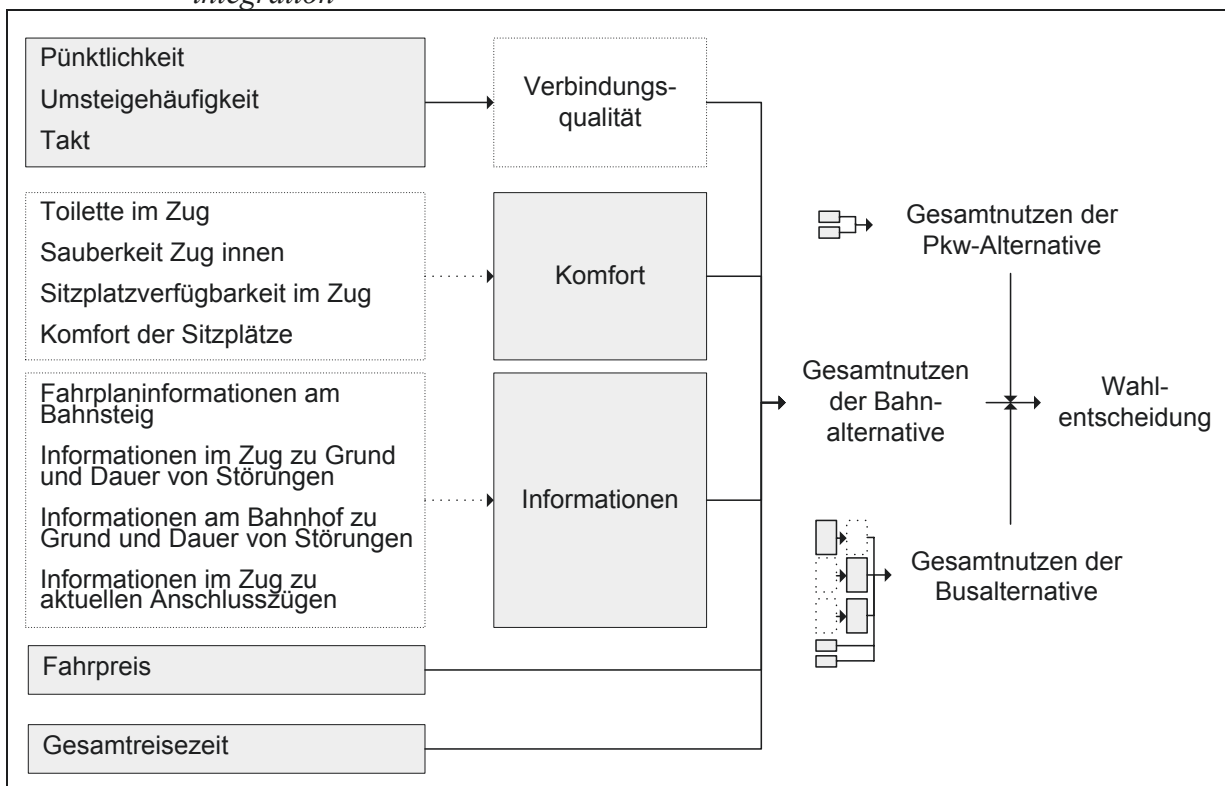 integration
Pünktlichkeit
Umsteigehäufigkeit
Takt
Verbindungs-
qualität
Toilette im Zug
Sauberkeit Zug innen
Sitzplatzverfügbarkeit im Zug
Komfort der Sitzplätze
Komfort
Fahrplaninformationen am
Bahnsteig
Informationen im Zug zu Grund
und Dauer von Störungen
Informationen am Bahnhof zu
Grund und Dauer von Störungen
Informationen im Zug zu
aktuellen Anschlusszügen
Informationen
Fahrpreis
Gesamtreisezeit
Gesamtnutzen der
Pkw-Alternative
Gesamtnutzen
der Bahn-
alternative
Wahl-
entscheidung
Gesamtnutzen der
Busalternative